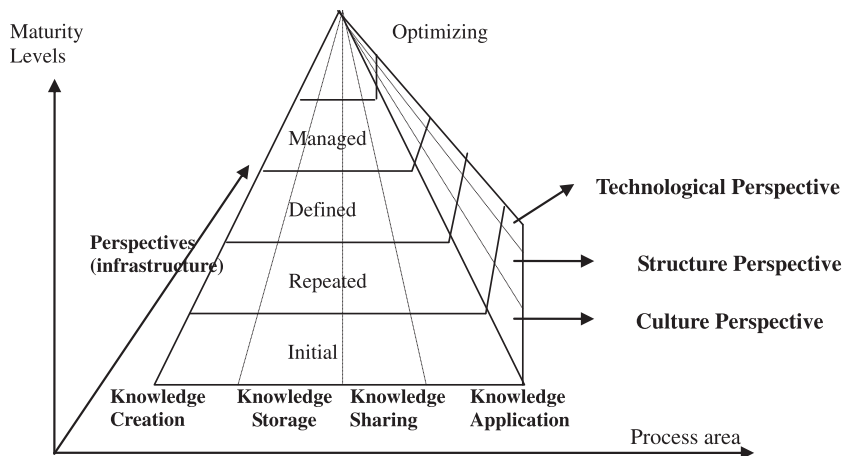 Maturity
Levels
Optimizing
Managed
Technological Perspective
Defined
Perspectives
(infrastructure)
Structure Perspective
Repeated
Culture Perspective
Initial
Knowledge Creation
Knowledge Storage
Knowledge Sharing
Knowledge Application
Process area